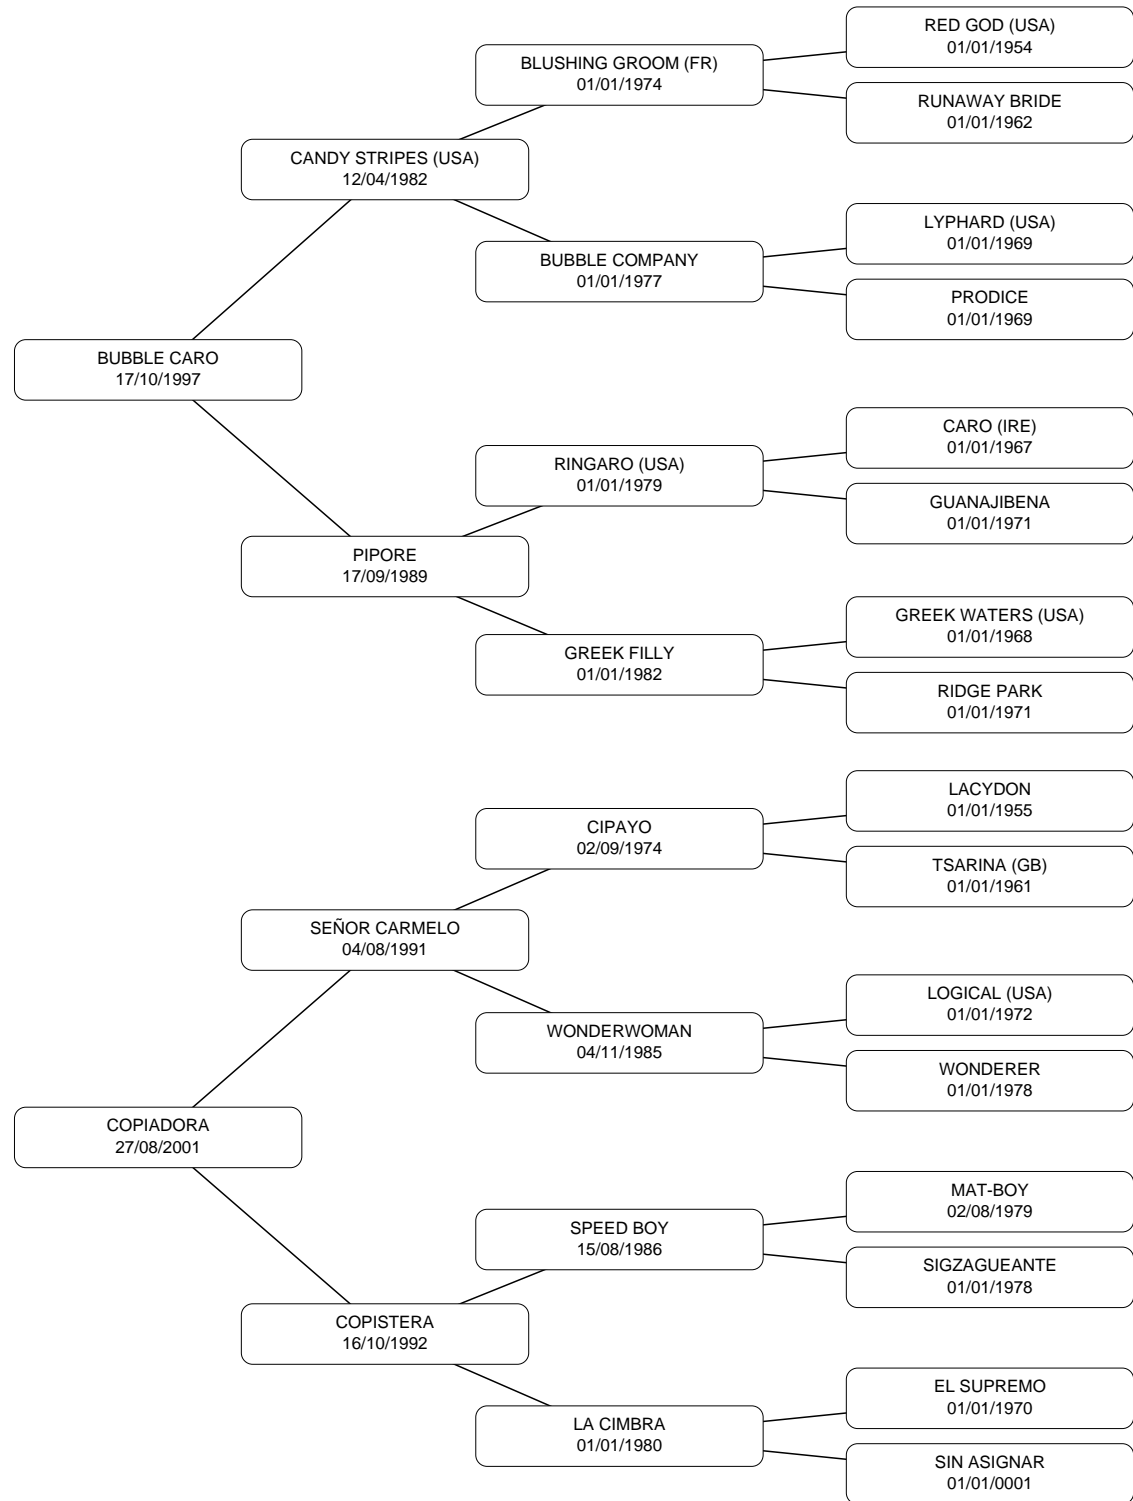 RED GOD (USA)
01/01/1954
BLUSHING GROOM (FR)
01/01/1974
RUNAWAY BRIDE
01/01/1962
CANDY STRIPES (USA)
12/04/1982
LYPHARD (USA)
01/01/1969
BUBBLE COMPANY
01/01/1977
PRODICE
01/01/1969
BUBBLE CARO
17/10/1997
CARO (IRE)
01/01/1967
RINGARO (USA)
01/01/1979
GUANAJIBENA
01/01/1971
PIPORE
17/09/1989
GREEK WATERS (USA)
01/01/1968
GREEK FILLY
01/01/1982
RIDGE PARK
01/01/1971
LACYDON
01/01/1955
CIPAYO
02/09/1974
TSARINA (GB)
01/01/1961
SEÑOR CARMELO
04/08/1991
LOGICAL (USA)
01/01/1972
WONDERWOMAN
04/11/1985
WONDERER
01/01/1978
COPIADORA
27/08/2001
MAT-BOY
02/08/1979
SPEED BOY
15/08/1986
SIGZAGUEANTE
01/01/1978
COPISTERA
16/10/1992
EL SUPREMO
01/01/1970
LA CIMBRA
01/01/1980
SIN ASIGNAR
01/01/0001